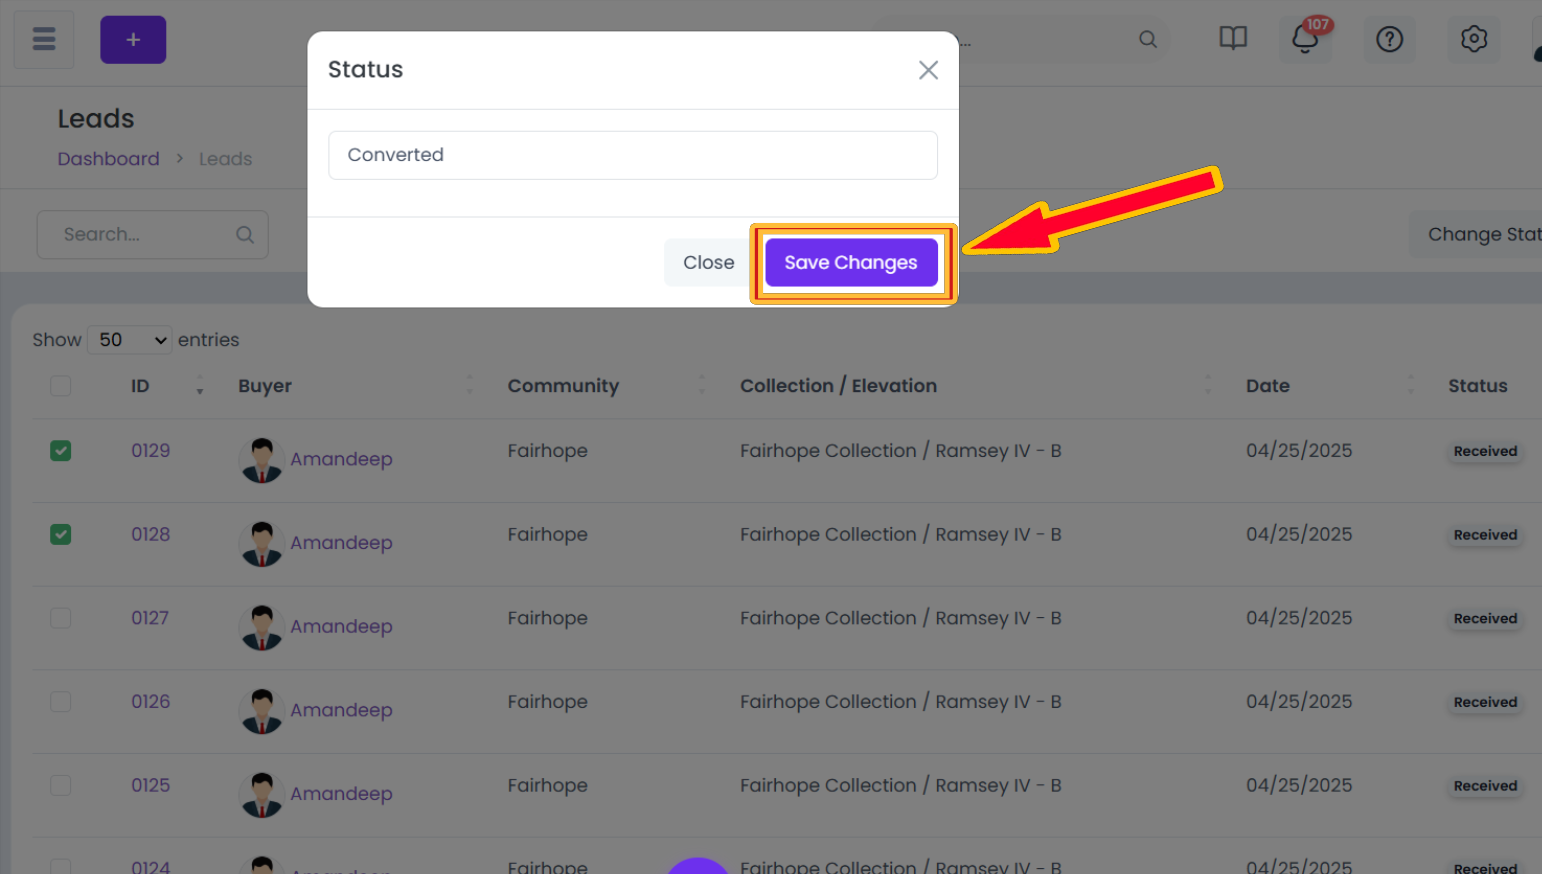 +
...
107
Status
Converted
Close
Save Changes
Leads
Dashboard > Leads
Search...
Change Stat
Show 50 entries
ID Buyer Community Collection / Elevation Date Status
0129 Amandeep Fairhope Fairhope Collection / Ramsey IV - B 04/25/2025 Received
0128 Amandeep Fairhope Fairhope Collection / Ramsey IV - B 04/25/2025 Received
0127 Amandeep Fairhope Fairhope Collection / Ramsey IV - B 04/25/2025 Received
0126 Amandeep Fairhope Fairhope Collection / Ramsey IV - B 04/25/2025 Received
0125 Amandeep Fairhope Fairhope Collection / Ramsey IV - B 04/25/2025 Received
0124 Amandeep Fairhope Fairhope Collection / Ramsey IV - B 04/25/2025 Received